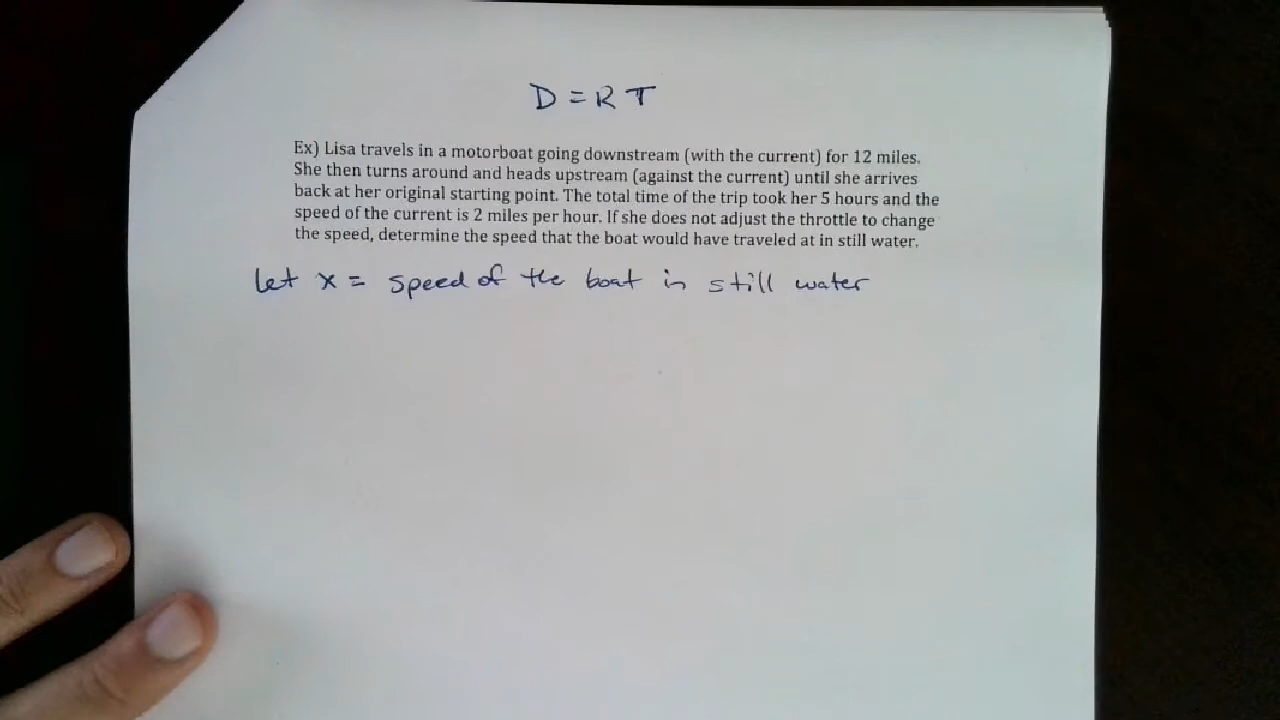 D = R T
Ex) Lisa travels in a motorboat going downstream (with the current) for 12 miles.
She then turns around and heads upstream (against the current) until she arrives
back at her original starting point. The total time of the trip took her 5 hours and the
speed of the current is 2 miles per hour. If she does not adjust the throttle to change
the speed, determine the speed that the boat would have traveled at in still water.
let x = speed of the boat in still water